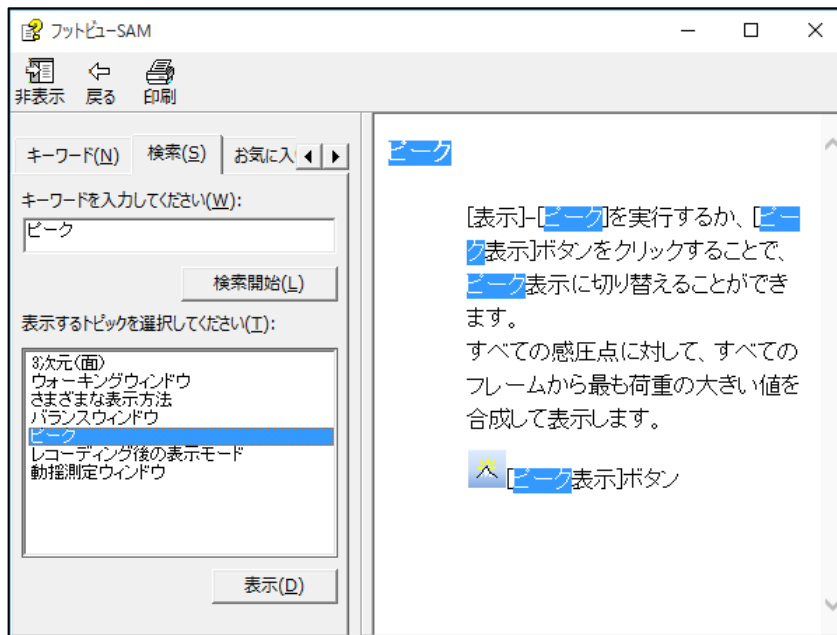 フットビューSAM
非表示 戻る 印刷
キーワード(N) 検索(S) お気に入
キーワードを入力してください(W):
ピーク
検索開始(L)
表示するトピックを選択してください(T):
3次元(面)
ウォーキングウィンドウ
さまざまな表示方法
バランスウィンドウ
ピーク
レコーディング後の表示モード
動揺測定ウィンドウ
表示(D)
ピーク
[表示]-[ピーク]を実行するか、[ピー
ク表示]ボタンをクリックすることで、
ピーク表示に切り替えることができ
ます。
すべての感圧点に対して、すべての
フレームから最も荷重の大きい値を
合成して表示します。
[ピーク表示]ボタン